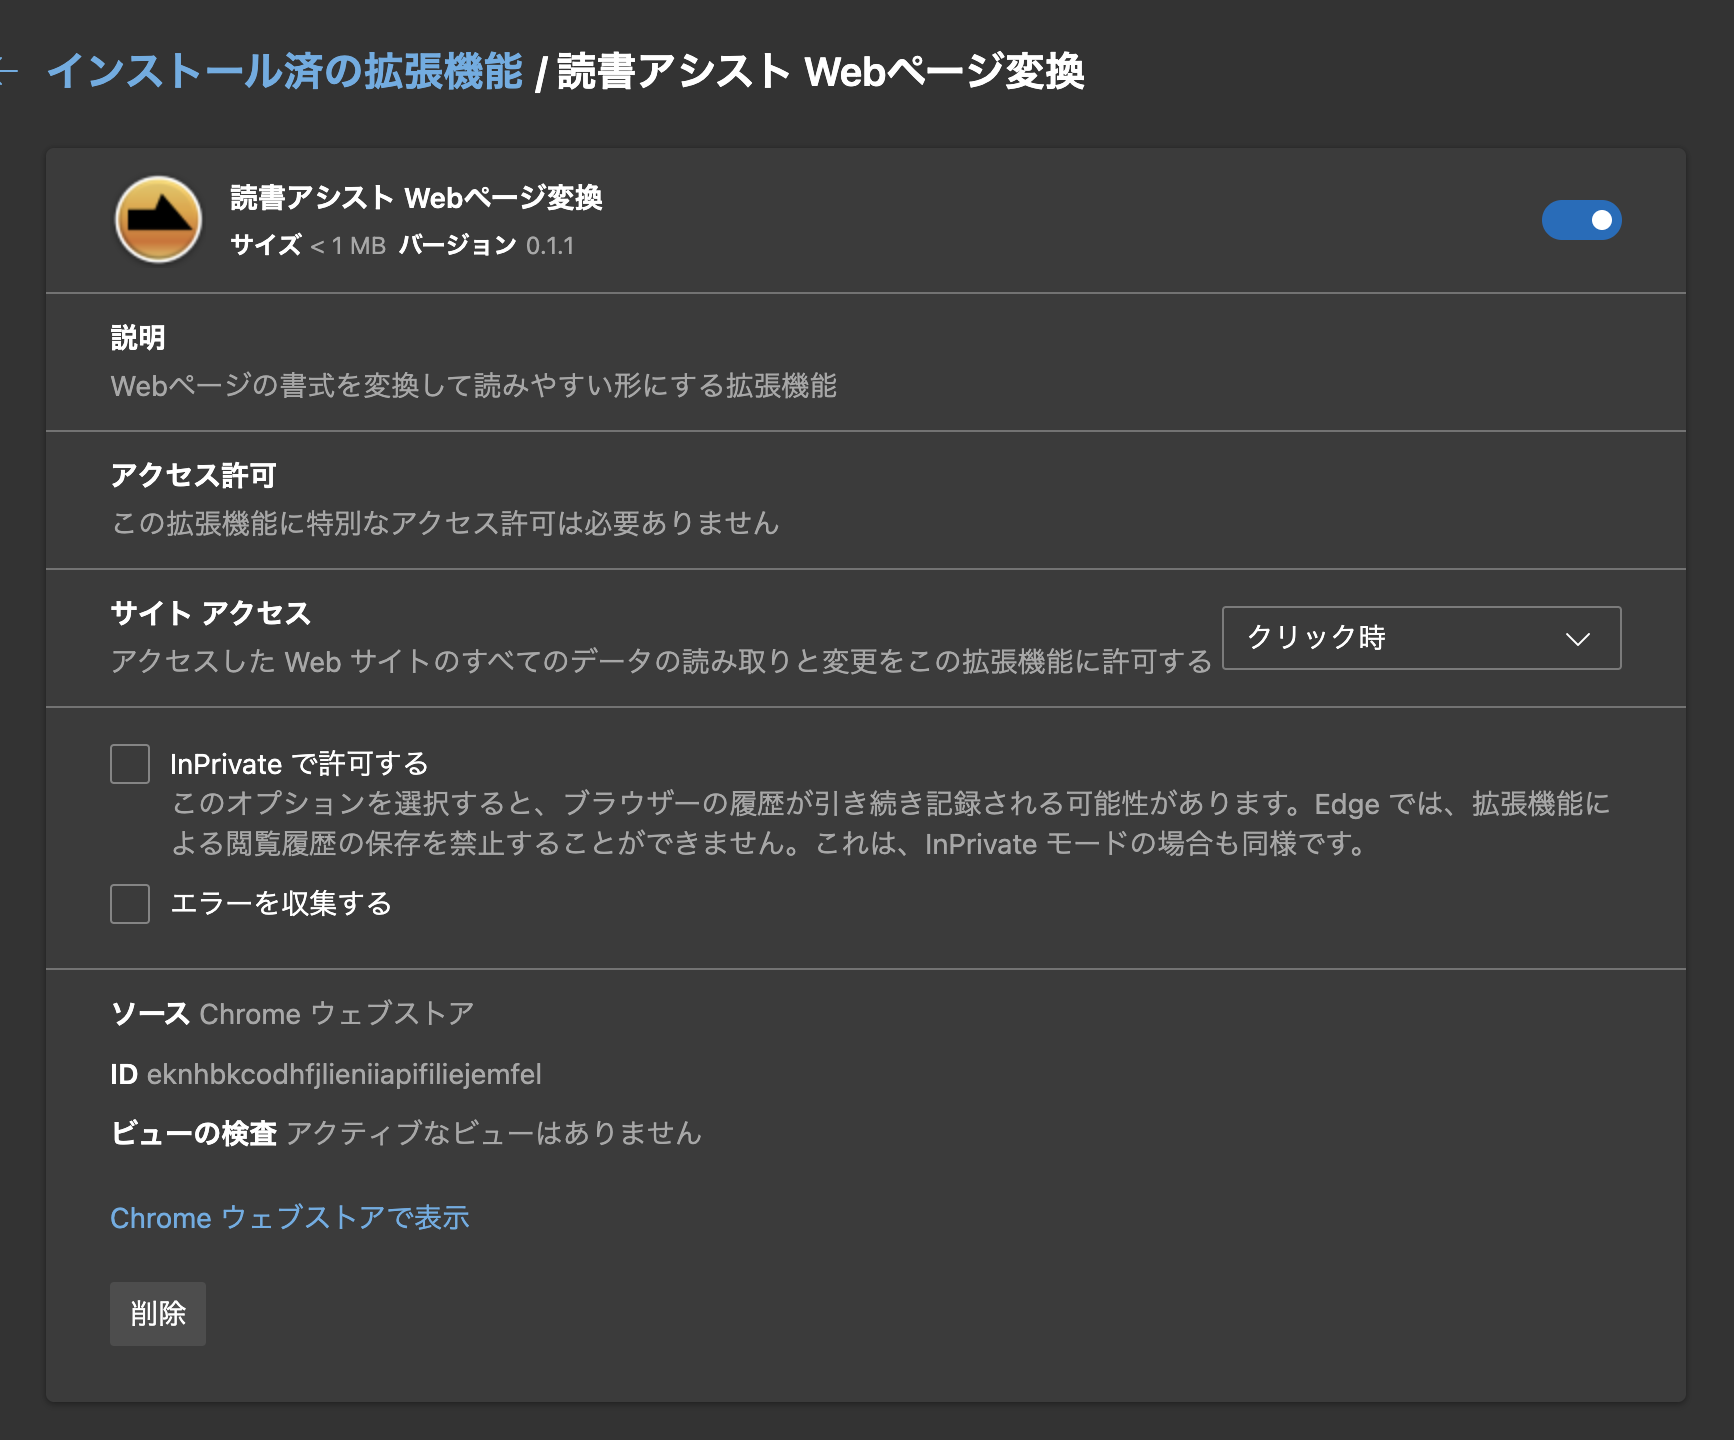 インストール済の拡張機能 / 読書アシスト Webページ変換
読書アシスト Webページ変換
サイズ < 1 MB バージョン 0.1.1
説明
Webページの書式を変換して読みやすい形にする拡張機能
アクセス許可
この拡張機能に特別なアクセス許可は必要ありません
サイト アクセス
アクセスした Web サイトのすべてのデータの読み取りと変更をこの拡張機能に許可する
クリック時
InPrivate で許可する
このオプションを選択すると、ブラウザーの履歴が引き続き記録される可能性があります。Edge では、拡張機能に
よる閲覧履歴の保存を禁止することができません。これは、InPrivate モードの場合も同様です。
エラーを収集する
ソース Chrome ウェブストア
ID eknhbkcodhfjlieniiapifiliejemfel
ビューの検査 アクティブなビューはありません
Chrome ウェブストアで表示
削除